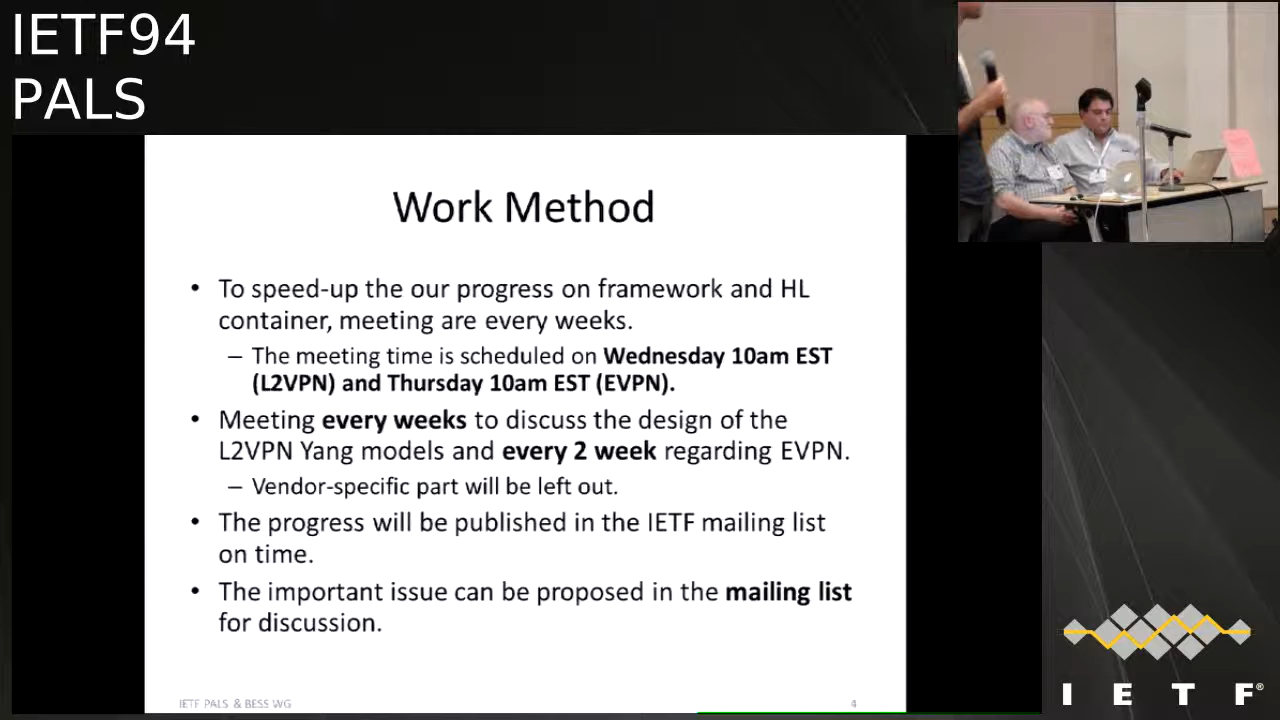 IETF94
PALS
Work Method
• To speed-up the our progress on framework and HL
container, meeting are every weeks.
– The meeting time is scheduled on Wednesday 10am EST
(L2VPN) and Thursday 10am EST (EVPN).
• Meeting every weeks to discuss the design of the
L2VPN Yang models and every 2 week regarding EVPN.
– Vendor-specific part will be left out.
• The progress will be published in the IETF mailing list
on time.
• The important issue can be proposed in the mailing list
for discussion.
IETF PALS & BESS WG
4
I E T F®